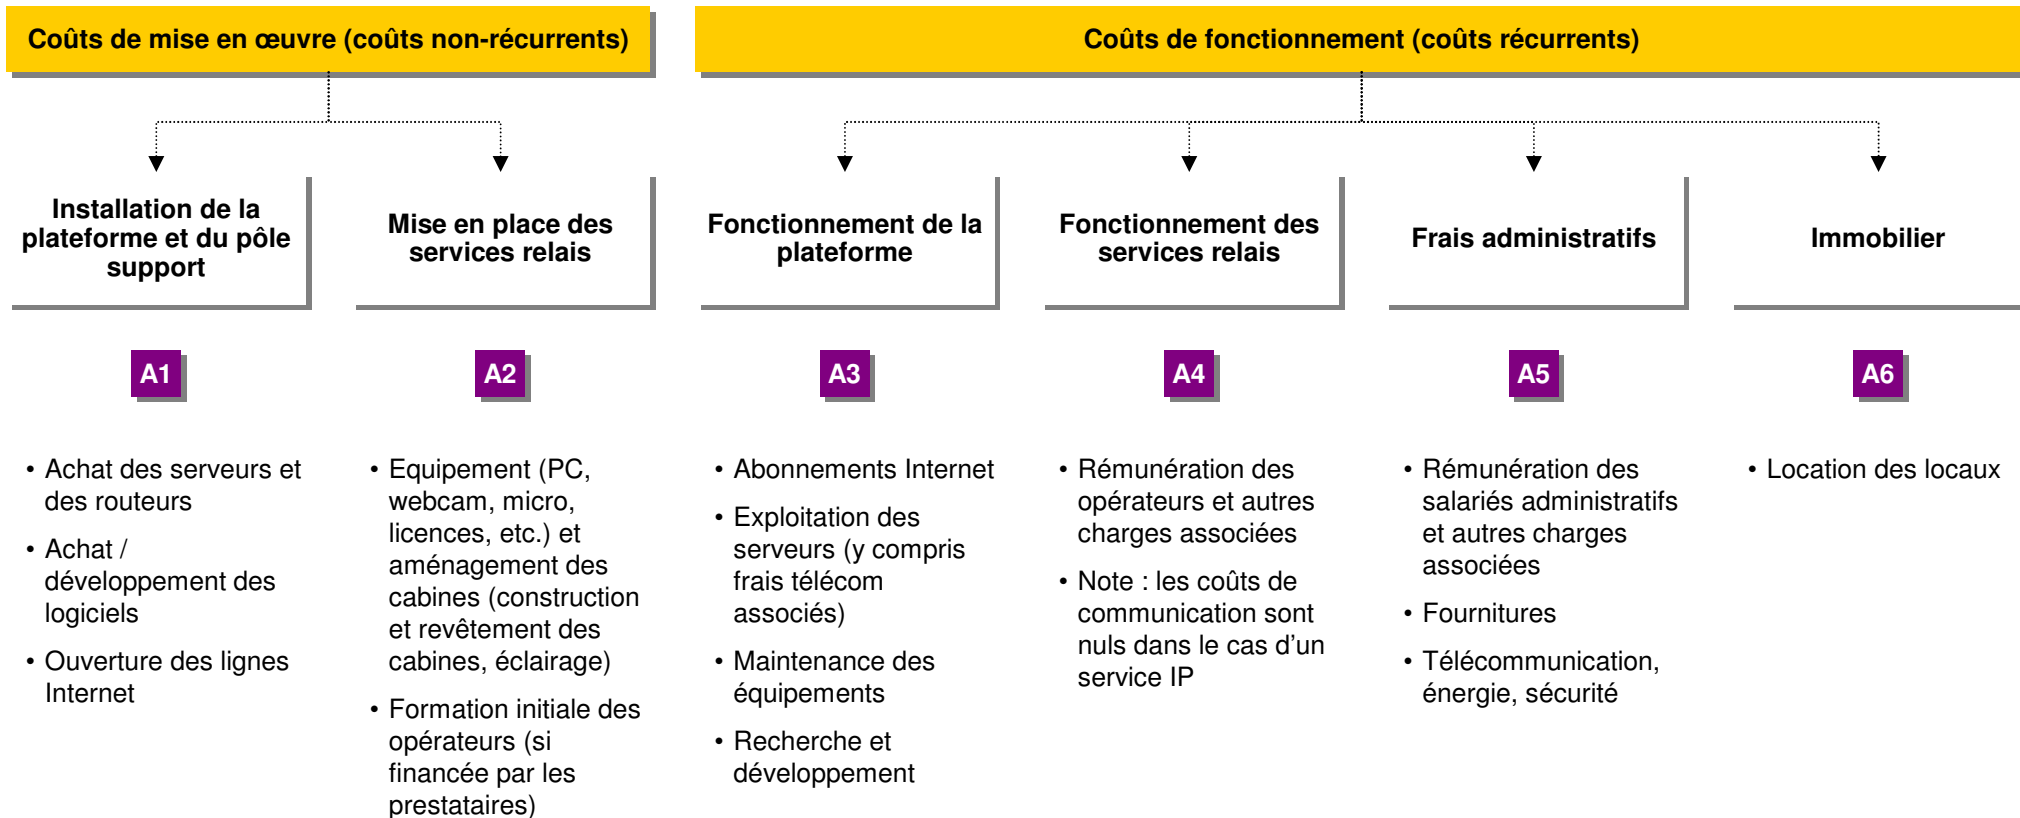 Coûts de mise en œuvre (coûts non-récurrents)
Coûts de fonctionnement (coûts récurrents)
Installation de la
plateforme et du pôle
support
Mise en place des
services relais
Fonctionnement de la
plateforme
Fonctionnement des
services relais
Frais administratifs
Immobilier
A1
A2
A3
A4
A5
A6
• Achat des serveurs et
des routeurs
• Achat /
développement des
logiciels
• Ouverture des lignes
Internet
• Equipement (PC,
webcam, micro,
licences, etc.) et
aménagement des
cabines (construction
et revêtement des
cabines, éclairage)
• Formation initiale des
opérateurs (si
financée par les
prestataires)
• Abonnements Internet
• Exploitation des
serveurs (y compris
frais télécom
associés)
• Maintenance des
équipements
• Recherche et
développement
• Rémunération des
opérateurs et autres
charges associées
• Note : les coûts de
communication sont
nuls dans le cas d'un
service IP
• Rémunération des
salariés administratifs
et autres charges
associées
• Fournitures
• Télécommunication,
énergie, sécurité
• Location des locaux